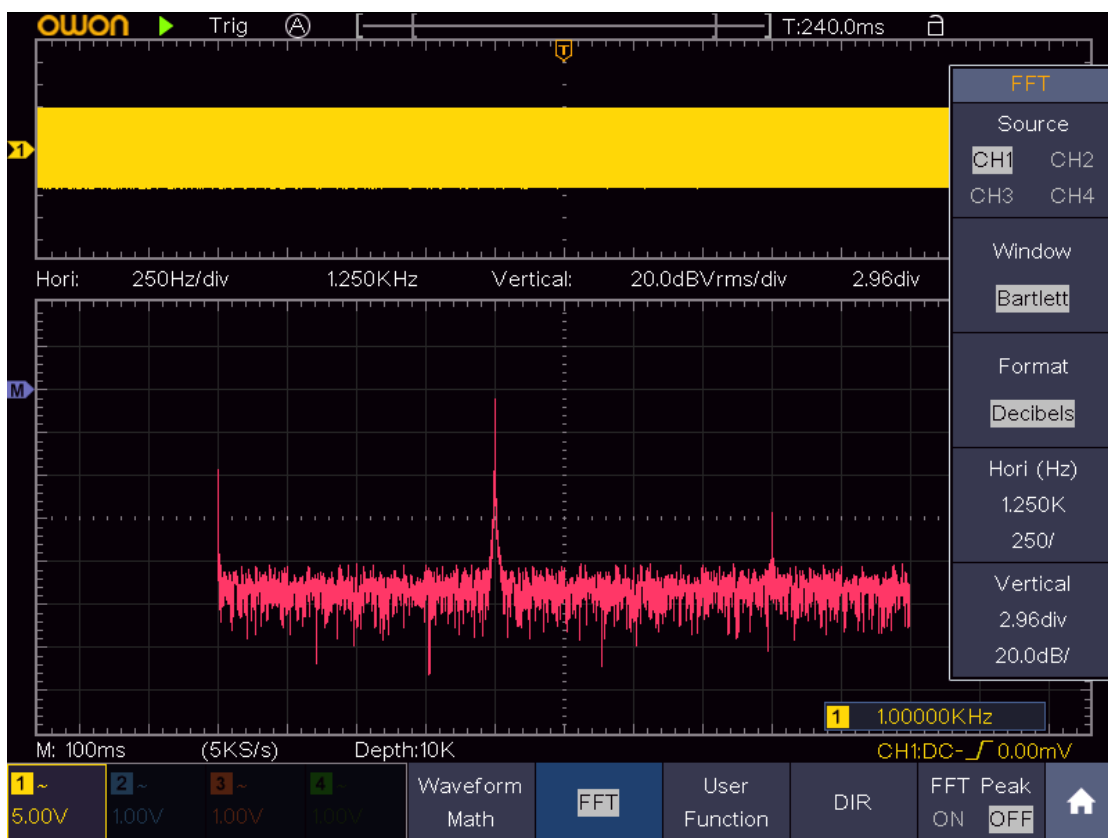 OWON Trig A T:240.0ms
T
1
FFT
Source
CH1 CH2
CH3 CH4
Window
Bartlett
Format
Decibels
Hori (Hz)
1.250K
250/
Vertical
2.96div
20.0dB/
Hori: 250Hz/div 1.250KHz Vertical: 20.0dBVrms/div 2.96div
M
1 1.00000KHz
M: 100ms (5KS/s) Depth:10K CH1:DC- 0.00mV
1 ~ 2 ~ 3 ~ 4 ~
5.00V 1.00V 1.00V 1.00V
Waveform
Math
FFT
User
Function
DIR
FFT Peak
ON OFF